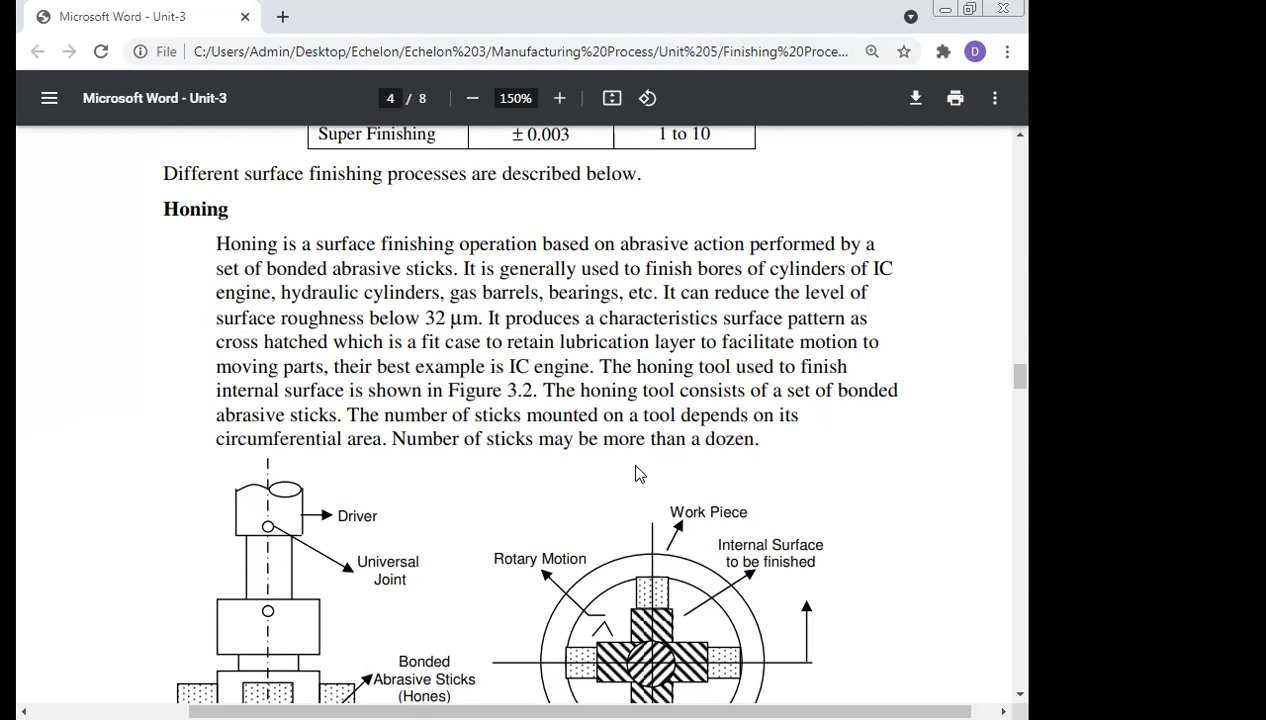 Microsoft Word - Unit-3
File C:/Users/Admin/Desktop/Echelon/Echelon%203/Manufacturing%20Process/Unit%205/Finishing%20Proce...
D
Microsoft Word - Unit-3 4 / 8 150%
Super Finishing ± 0.003 1 to 10
Different surface finishing processes are described below.
Honing
Honing is a surface finishing operation based on abrasive action performed by a
set of bonded abrasive sticks. It is generally used to finish bores of cylinders of IC
engine, hydraulic cylinders, gas barrels, bearings, etc. It can reduce the level of
surface roughness below 32 μm. It produces a characteristics surface pattern as
cross hatched which is a fit case to retain lubrication layer to facilitate motion to
moving parts, their best example is IC engine. The honing tool used to finish
internal surface is shown in Figure 3.2. The honing tool consists of a set of bonded
abrasive sticks. The number of sticks mounted on a tool depends on its
circumferential area. Number of sticks may be more than a dozen.
Driver
Universal
Joint
Bonded
Abrasive Sticks
(Hones)
Work Piece
Rotary Motion
Internal Surface
to be finished